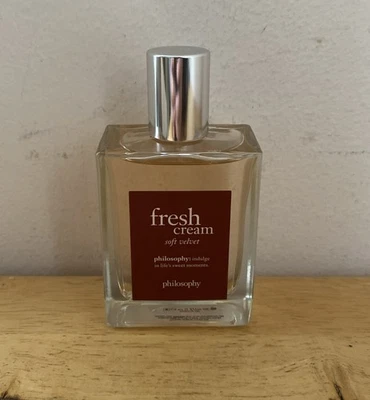 fresh
cream
soft velvet
philosophy: indulge
in life's sweet moments.
philosophy